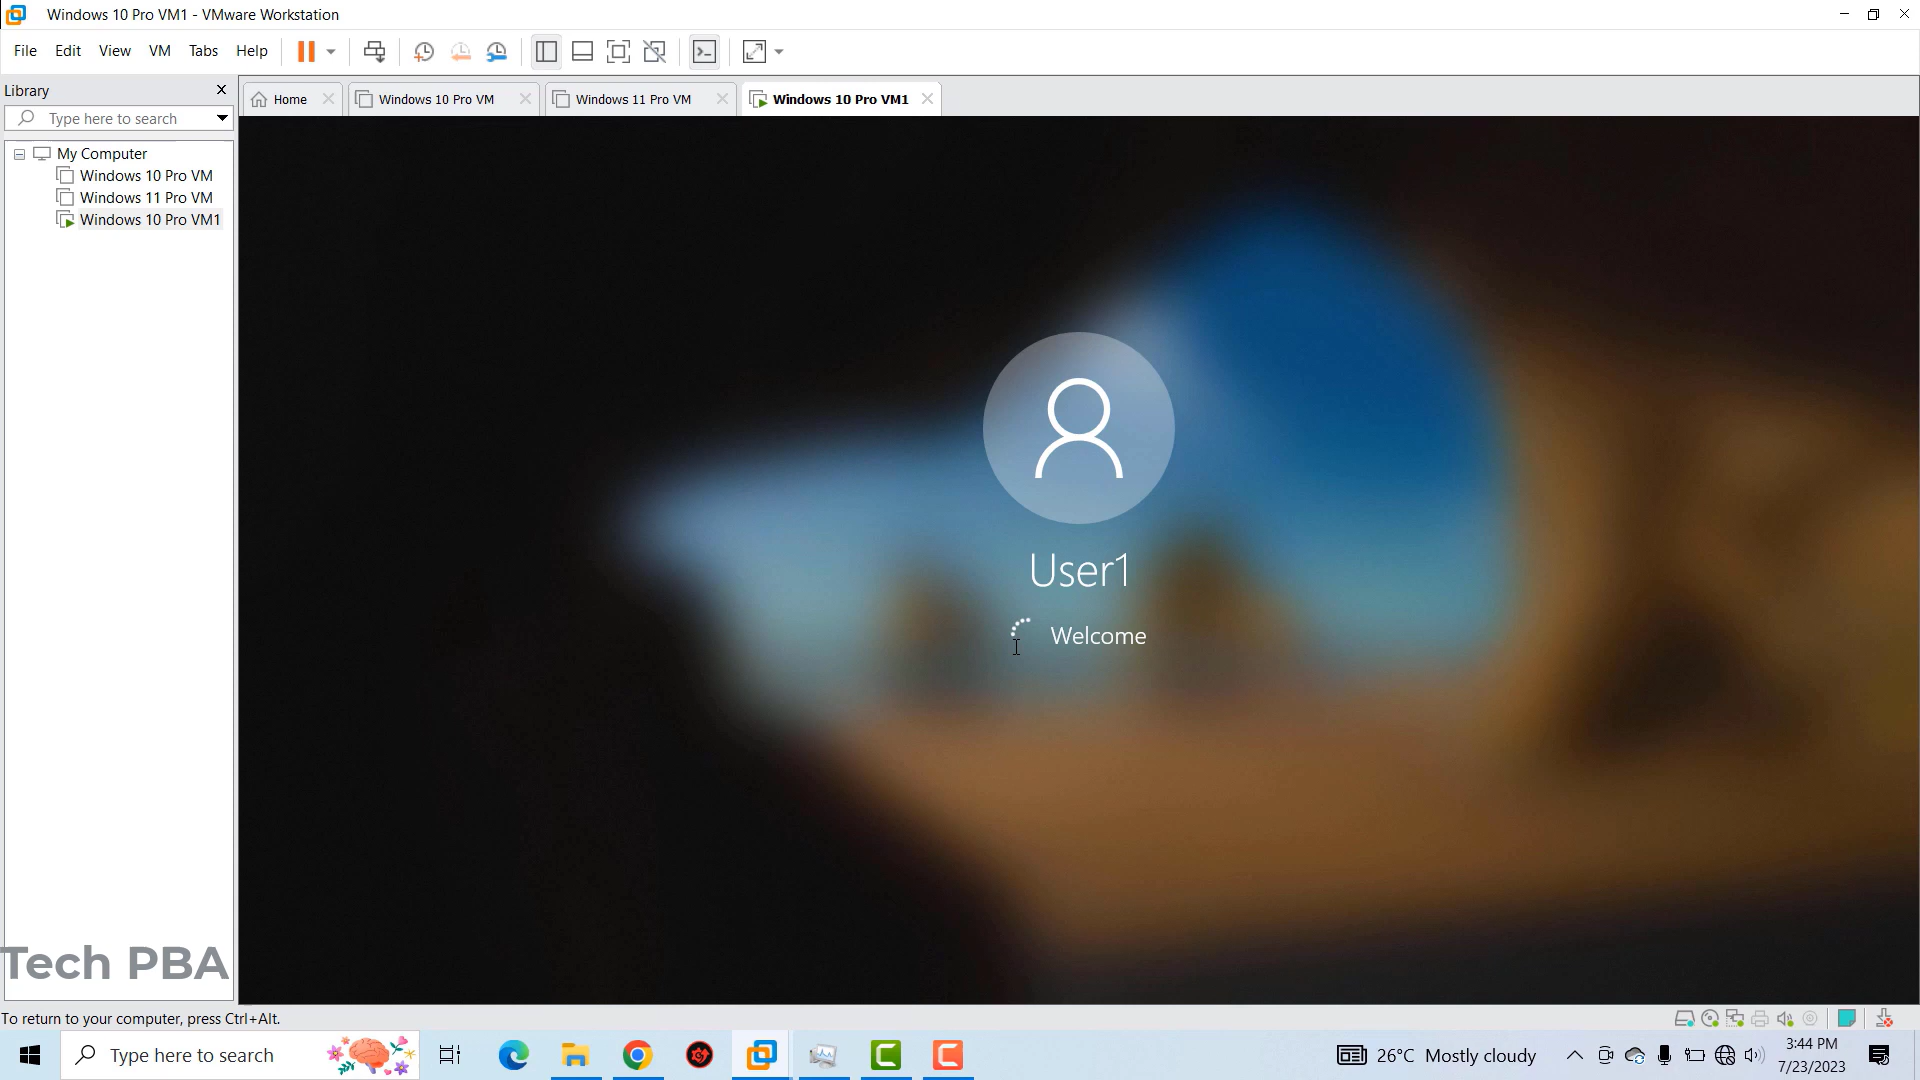 Windows 10 Pro VM1 - VMware Workstation
File Edit View VM Tabs Help
Library
Type here to search
Home
Windows 10 Pro VM
Windows 11 Pro VM
Windows 10 Pro VM1
My Computer
Windows 10 Pro VM
Windows 11 Pro VM
Windows 10 Pro VM1
User1
Welcome
Tech PBA
To return to your computer, press Ctrl+Alt.
Type here to search
26°C Mostly cloudy
3:44 PM
7/23/2023